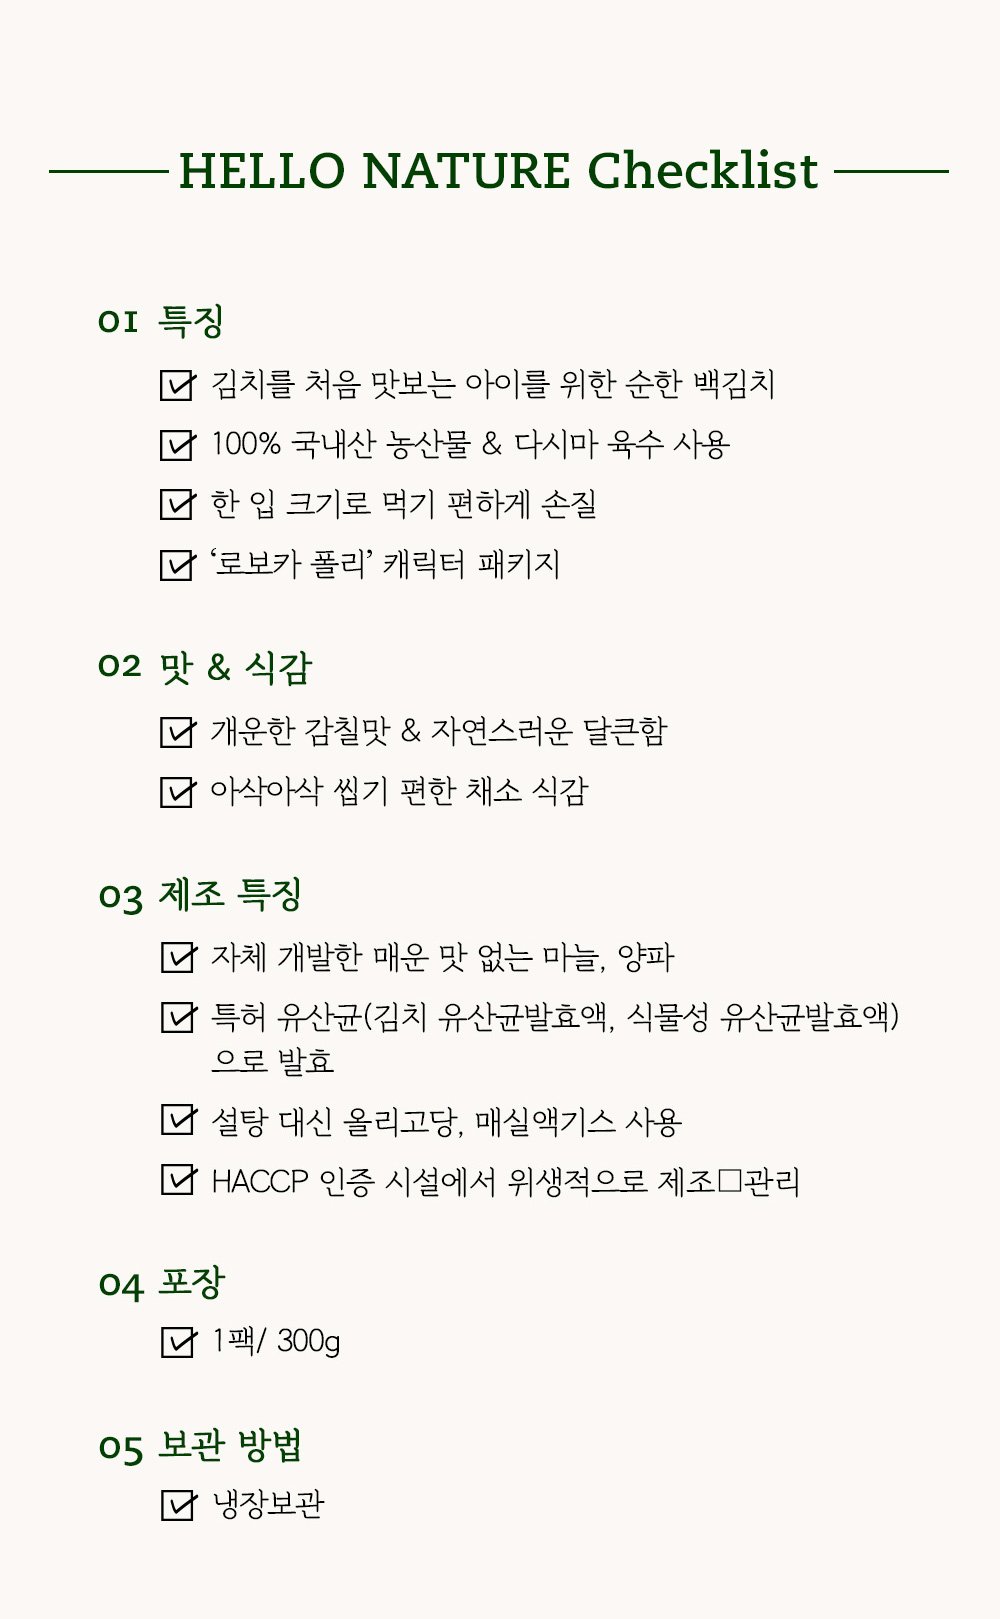 HELLO NATURE Checklist
01 특징
김치를 처음 맛보는 아이를 위한 순한 백김치
100% 국내산 농산물 & 다시마 육수 사용
한 입 크기로 먹기 편하게 손질
‘로보카 폴리’ 캐릭터 패키지
02 맛 & 식감
개운한 감칠맛 & 자연스러운 달큰함
아삭아삭 씹기 편한 채소 식감
03 제조 특징
자체 개발한 매운 맛 없는 마늘, 양파
특허 유산균(김치 유산균발효액, 식물성 유산균발효액)
으로 발효
설탕 대신 올리고당, 매실액기스 사용
HACCP 인증 시설에서 위생적으로 제조□관리
04 포장
1팩/ 300g
05 보관 방법
냉장보관